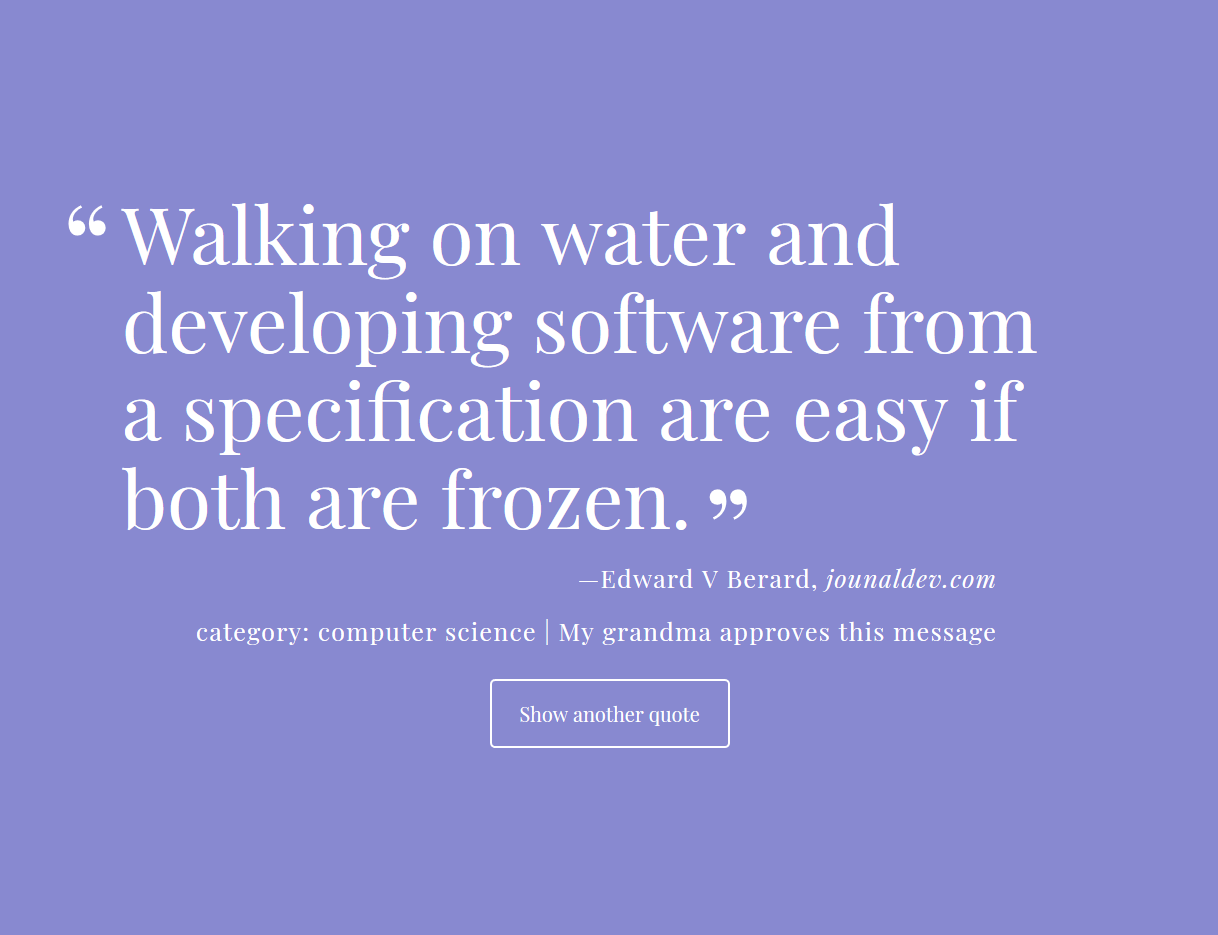 “ Walking on water and
developing software from
a specification are easy if
both are frozen. ”
—Edward V Berard, jounaldev.com
category: computer science | My grandma approves this message
Show another quote